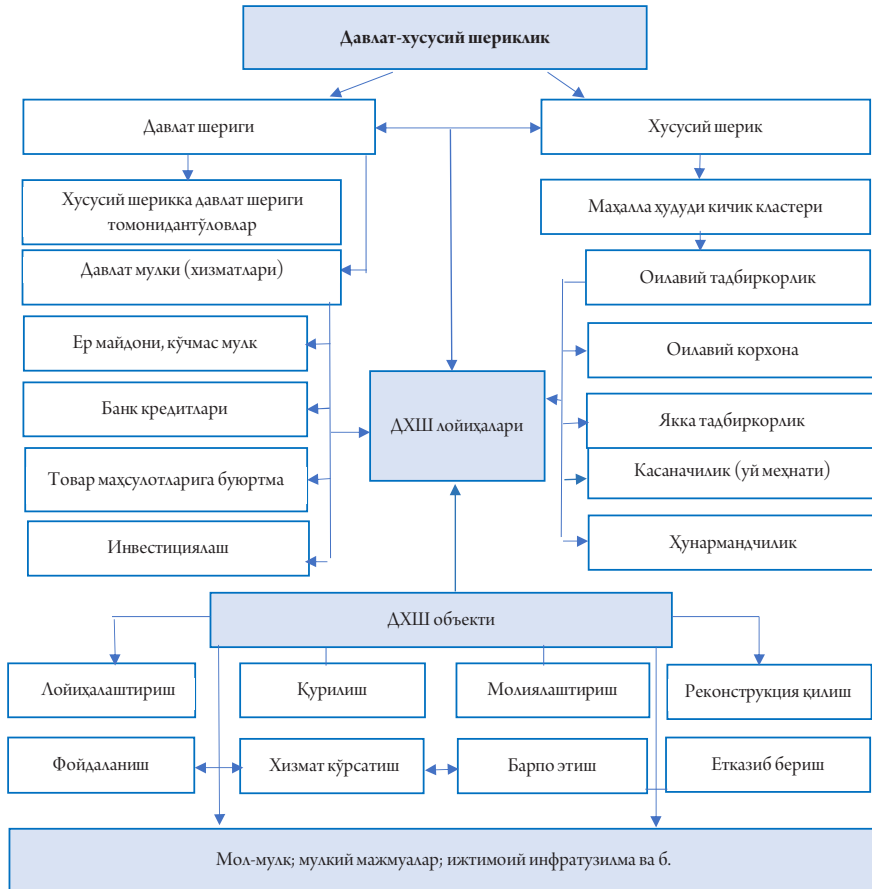 Давлат-хусусий шериклик
Давлат шериги
Хусусий шерик
Хусусий шерикка давлат шериги
томонидантўловлар
Маҳалла ҳудуди кичик кластери
Давлат мулки (хизматлари)
Оилавий тадбиркорлик
Ер майдони, кўчмас мулк
Оилавий корхона
Банк кредитлари
ДХШ лойиҳалари
Якка тадбиркорлик
Товар маҳсулотларига буюртма
Касаначилик (уй меҳнати)
Инвестициялаш
Ҳунармандчилик
ДХШ объекти
Лойиҳалаштириш
Қурилиш
Молиялаштириш
Реконструкция қилиш
Фойдаланиш
Хизмат кўрсатиш
Барпо этиш
Етказиб бериш
Мол-мулк; мулкий мажмуалар; ижтимоий инфратузилма ва б.